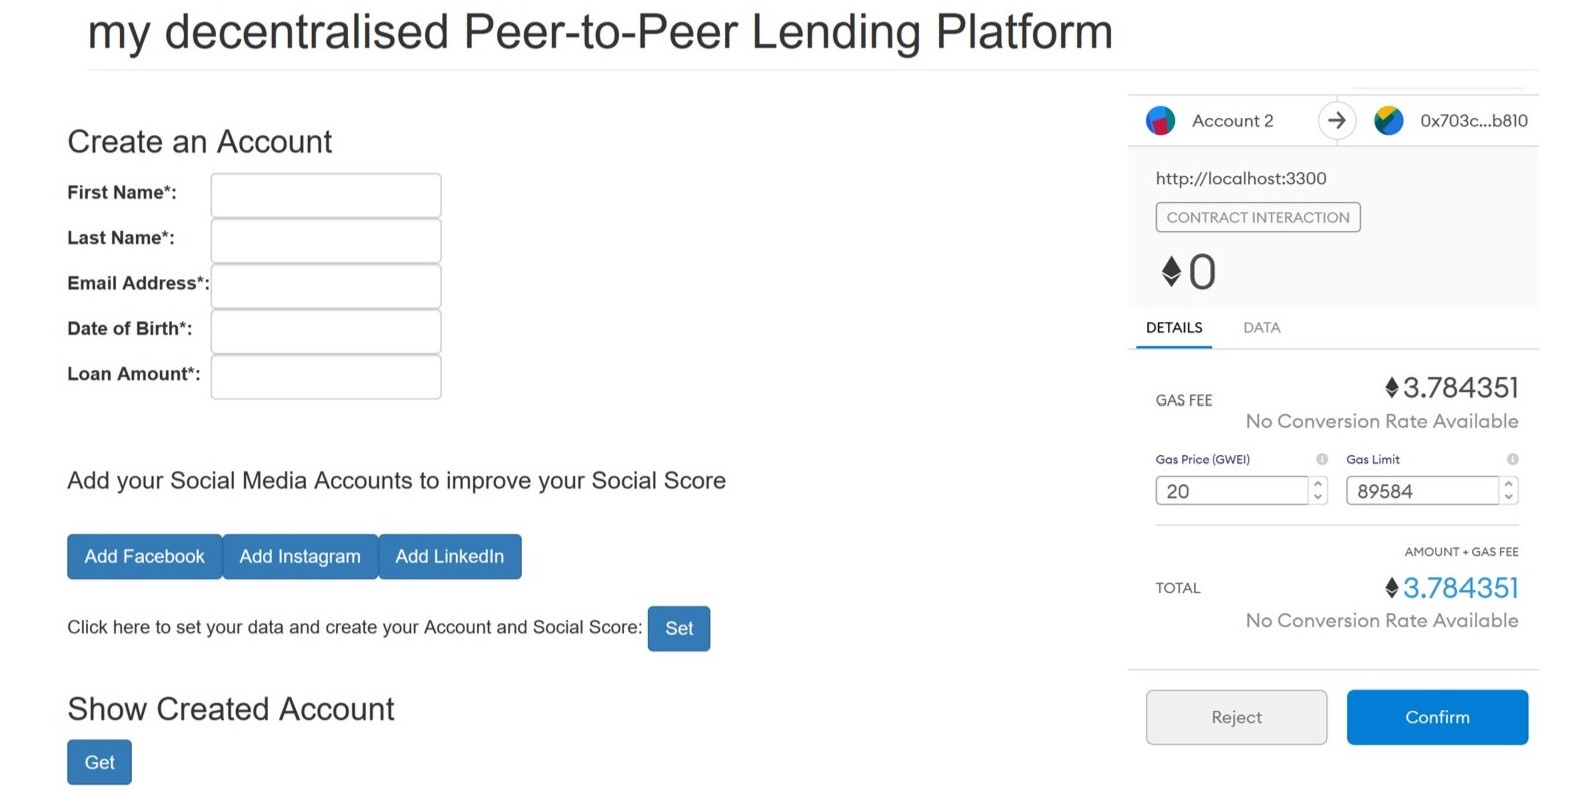 my decentralised Peer-to-Peer Lending Platform
Create an Account
First Name*:
Last Name*:
Email Address*:
Date of Birth*:
Loan Amount*:
Add your Social Media Accounts to improve your Social Score
Add Facebook Add Instagram Add LinkedIn
Click here to set your data and create your Account and Social Score: Set
Show Created Account
Get
Account 2 0x703c...b810
http://localhost:3300
CONTRACT INTERACTION
0
DETAILS DATA
GAS FEE 3.784351
No Conversion Rate Available
Gas Price (GWEI) Gas Limit
20 89584
AMOUNT + GAS FEE
TOTAL 3.784351
No Conversion Rate Available
Reject Confirm